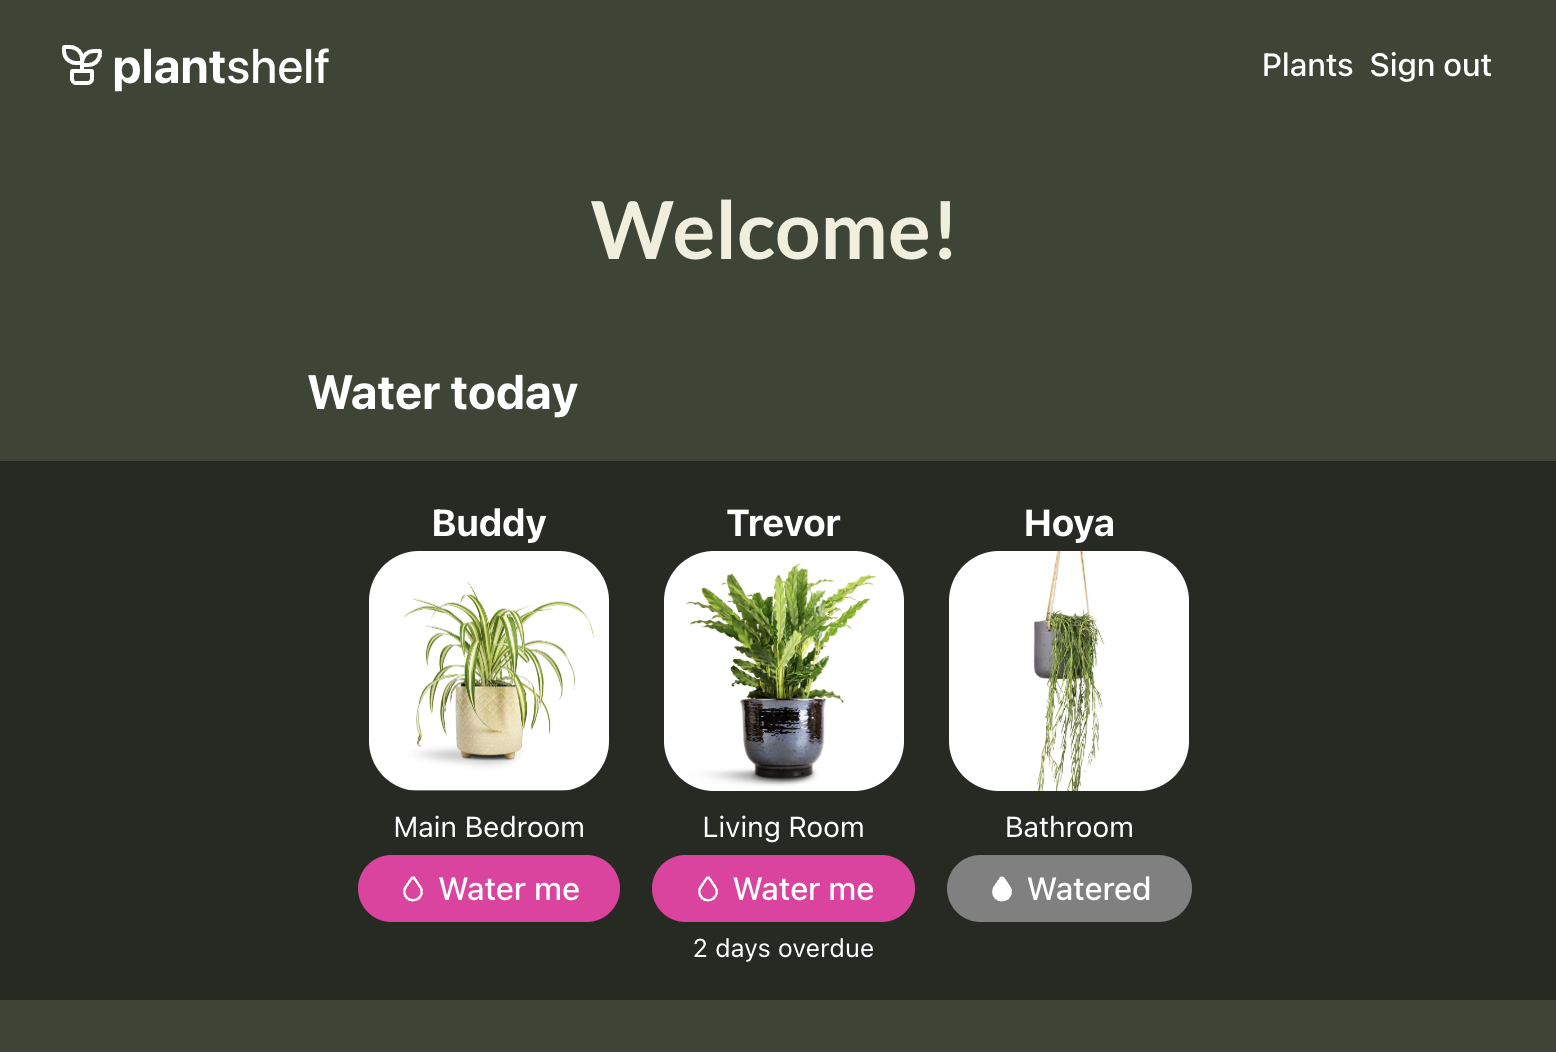 plantshelf
Plants Sign out
Welcome!
Water today
Buddy
Trevor
Hoya
Main Bedroom
Living Room
Bathroom
Water me
Water me
Watered
2 days overdue